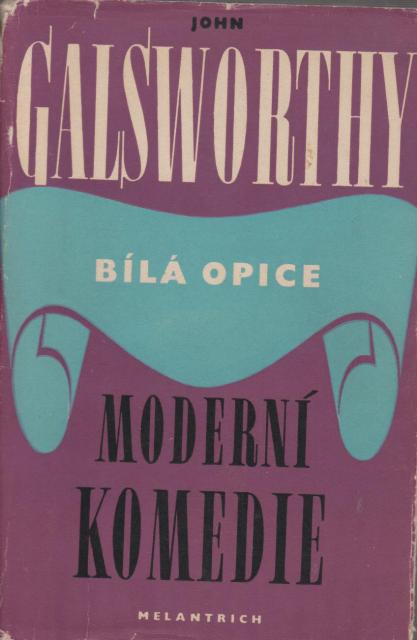 JOHN
GALSWORTHY
BÍLÁ OPICE
MODERNÍ
KOMEDIE
MELANTRICH